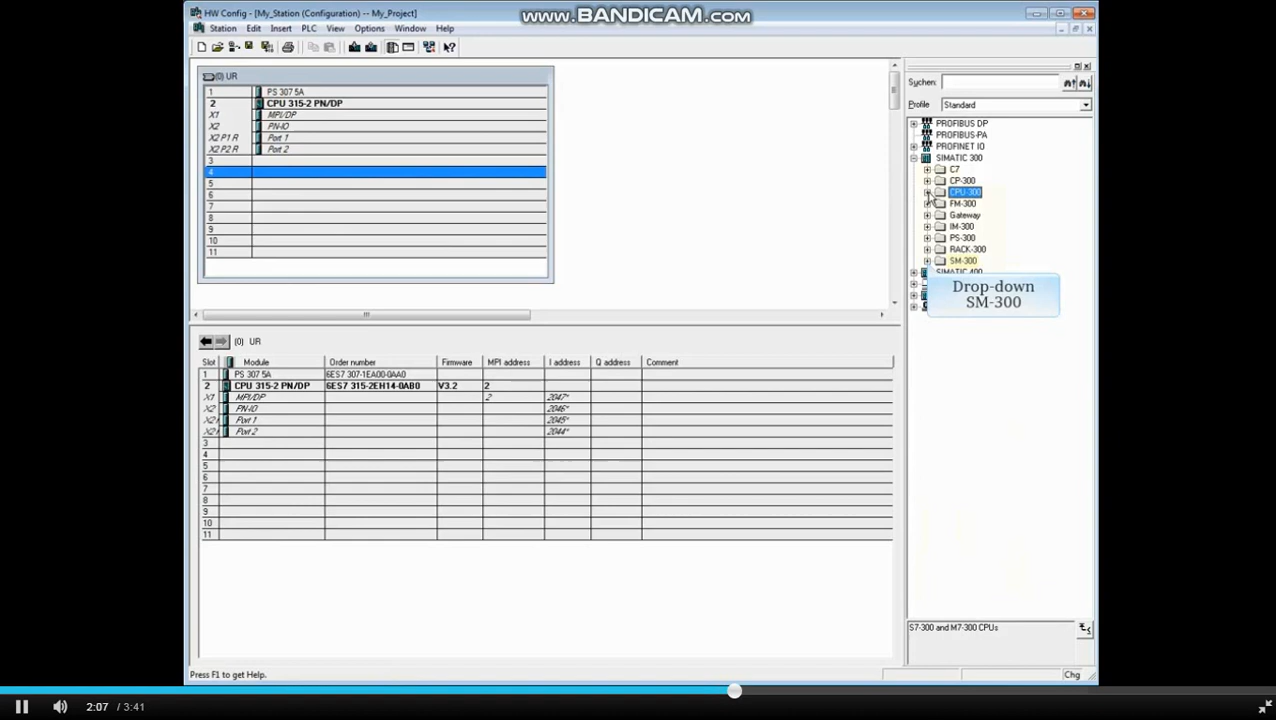 HW Config - [My_Station (Configuration) -- My_Project]
www.BANDICAM.com
Station Edit Insert PLC View Options Window Help
(0) UR
1 PS 307 5A
2 CPU 315-2 PN/DP
X1 MPI/DP
X2 PN-IO
X2 P1 R Port 1
X2 P2 R Port 2
3
4
5
6
7
8
9
10
11
Suchen:
Profile Standard
PROFIBUS DP
PROFIBUS-PA
PROFINET IO
SIMATIC 300
C7
CP-300
CPU-300
FM-300
Gateway
IM-300
PS-300
RACK-300
SM-300
SIMATIC 400
Drop-down
SM-300
(0) UR
Slot Module Order number Firmware MPI address I address Q address Comment
1 PS 307 5A 6ES7 307-1EA00-0AA0
2 CPU 315-2 PN/DP 6ES7 315-2EH14-0AB0 V3.2 2
X1 MPI/DP 2 2047*
X2 PN-IO 2046*
X2 Port 1 2045*
X2 Port 2 2044*
3
4
5
6
7
8
9
10
11
S7-300 and M7-300 CPUs
Press F1 to get Help.
Chg
2:07 / 3:41